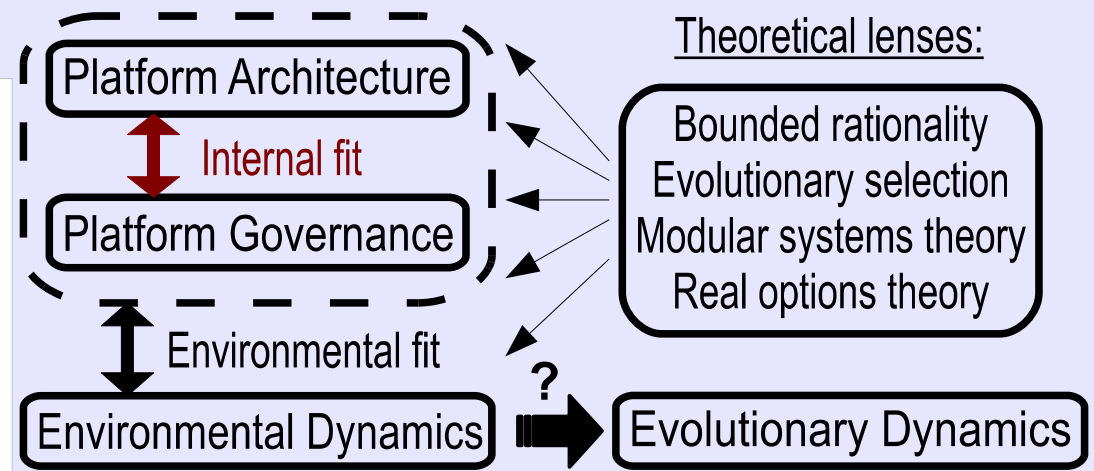 Platform Architecture
Internal fit
Platform Governance
Environmental fit
Environmental Dynamics
Theoretical lenses:
Bounded rationality
Evolutionary selection
Modular systems theory
Real options theory
?
Evolutionary Dynamics